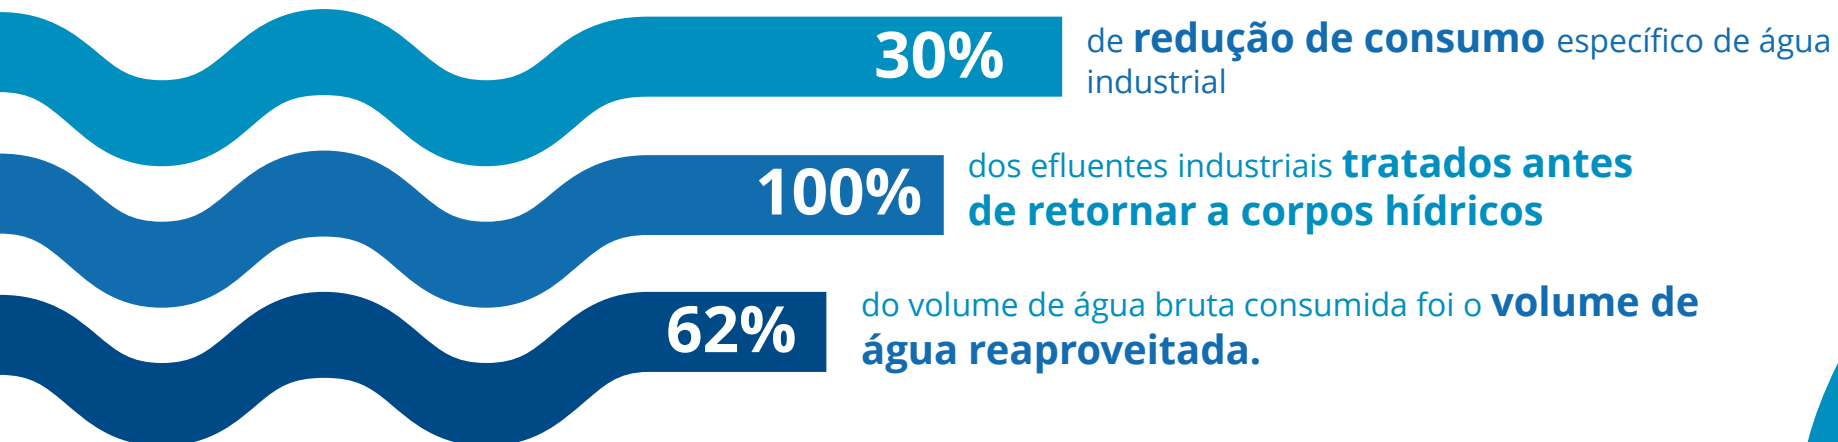 30%
de redução de consumo específico de água
industrial
100%
dos efluentes industriais tratados antes
de retornar a corpos hídricos
62%
do volume de água bruta consumida foi o volume de
água reaproveitada.